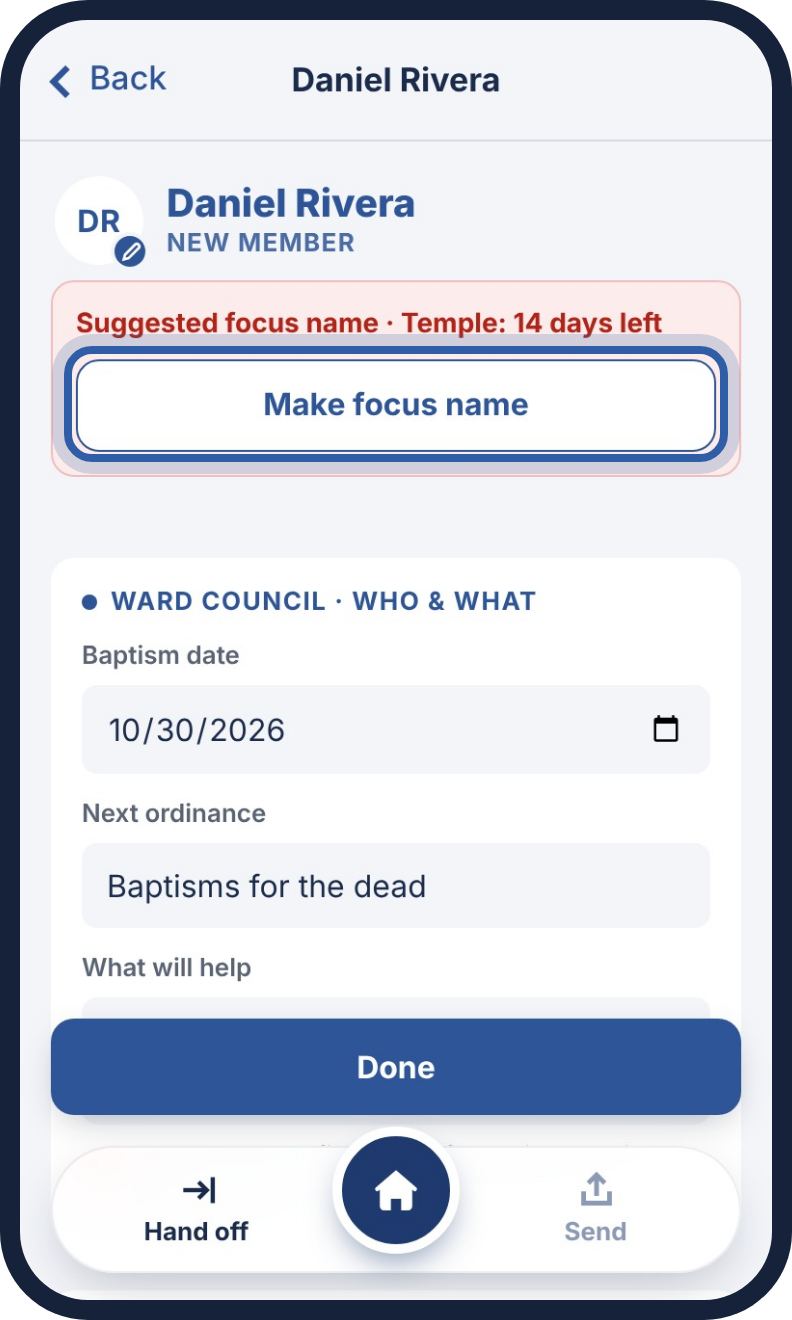 Back
Daniel Rivera
DR
Daniel Rivera
NEW MEMBER
Suggested focus name · Temple: 14 days left
Make focus name
WARD COUNCIL · WHO & WHAT
Baptism date
10/30/2026
Next ordinance
Baptisms for the dead
What will help
Done
Hand off
Send